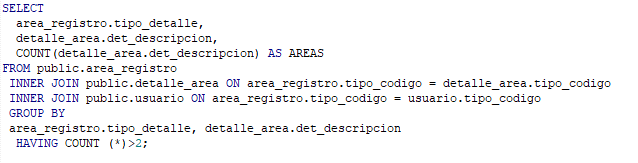 SELECT
area_registro.tipo_detalle,
detalle_area.det_descripcion,
COUNT(detalle_area.det_descripcion) AS AREAS
FROM public.area_registro
INNER JOIN public.detalle_area ON area_registro.tipo_codigo = detalle_area.tipo_codigo
INNER JOIN public.usuario ON area_registro.tipo_codigo = usuario.tipo_codigo
GROUP BY
area_registro.tipo_detalle, detalle_area.det_descripcion
HAVING COUNT (*)>2;